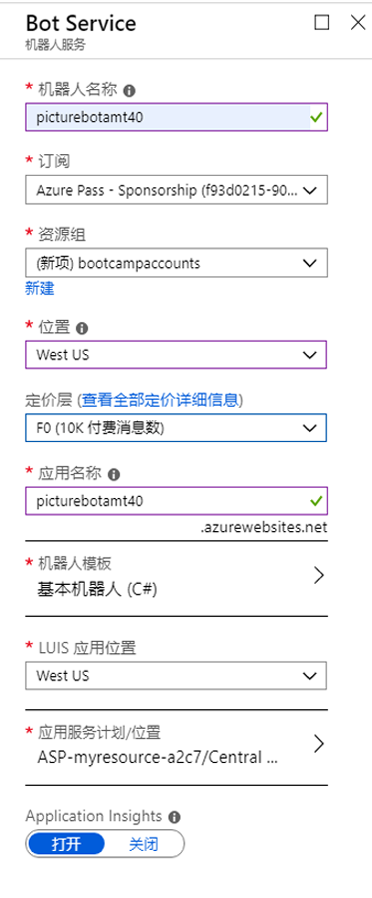 Bot Service
机器人服务
* 机器人名称
picturebotamt40
* 订阅
Azure Pass - Sponsorship (f93d0215-90...
* 资源组
(新项) bootcampaccounts
新建
* 位置
West US
定价层 (查看全部定价详细信息)
F0 (10K 付费消息数)
* 应用名称
picturebotamt40
.azurewebsites.net
* 机器人模板
基本机器人 (C#)
* LUIS 应用位置
West US
* 应用服务计划/位置
ASP-myresource-a2c7/Central ...
Application Insights
打开 关闭